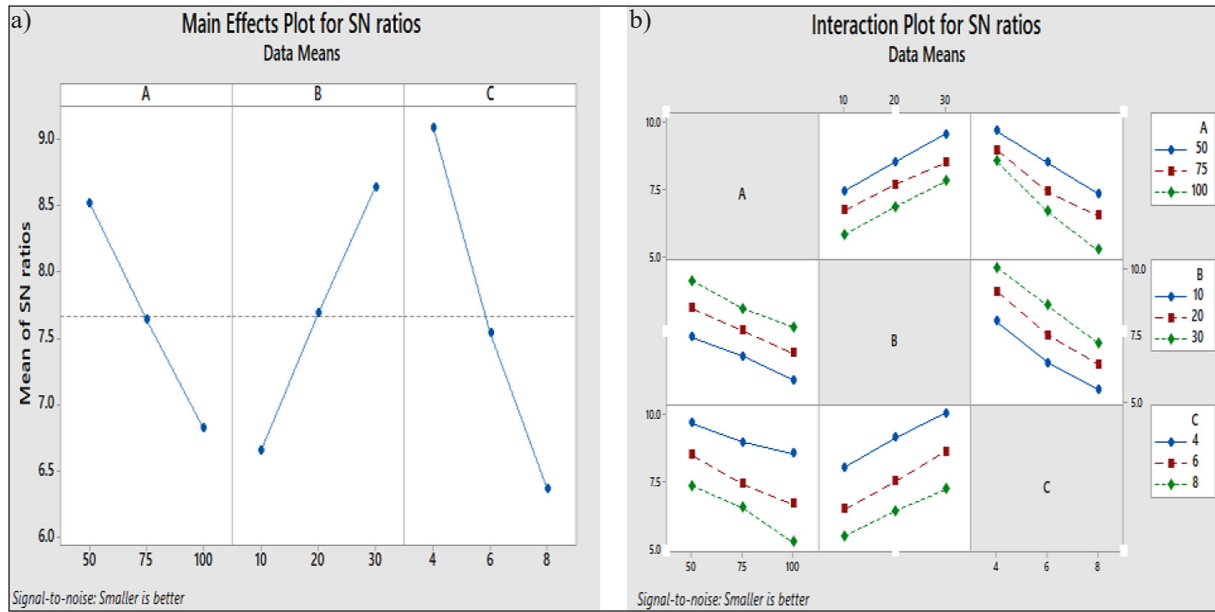 a)
Main Effects Plot for SN ratios
Data Means
A B C
Mean of SN ratios
9.0
8.5
8.0
7.5
7.0
6.5
6.0
50 75 100 10 20 30 4 6 8
Signal-to-noise: Smaller is better
b)
Interaction Plot for SN ratios
Data Means
10 20 30
10.0
7.5
5.0
A
A
50
75
100
B
10.0
7.5
5.0
B
10
20
30
10.0
7.5
5.0
C
C
4
6
8
50 75 100 4 6 8
Signal-to-noise: Smaller is better